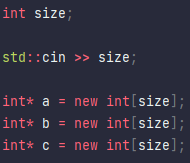 int size;
std::cin >> size;
int* a = new int[size];
int* b = new int[size];
int* c = new int[size];